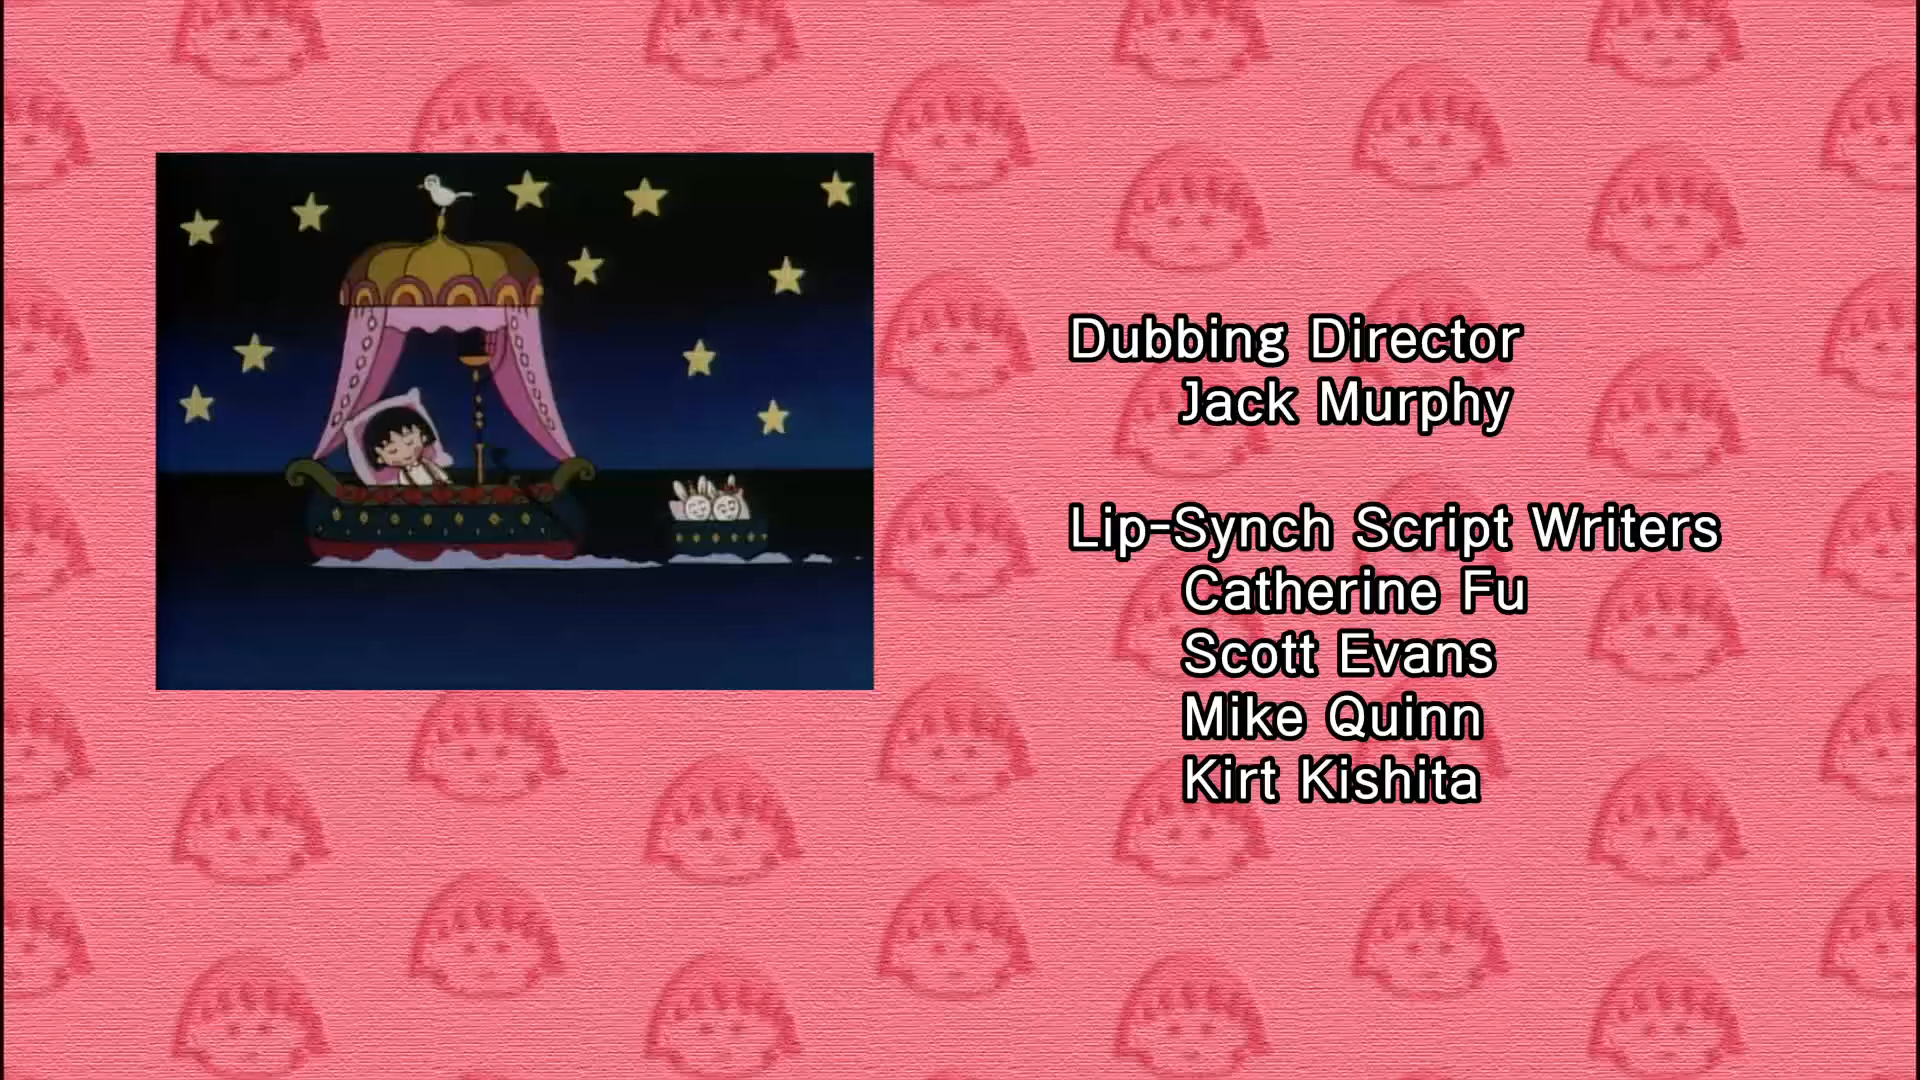 Dubbing Director
Jack Murphy
Lip-Synch Script Writers
Catherine Fu
Scott Evans
Mike Quinn
Kirt Kishita